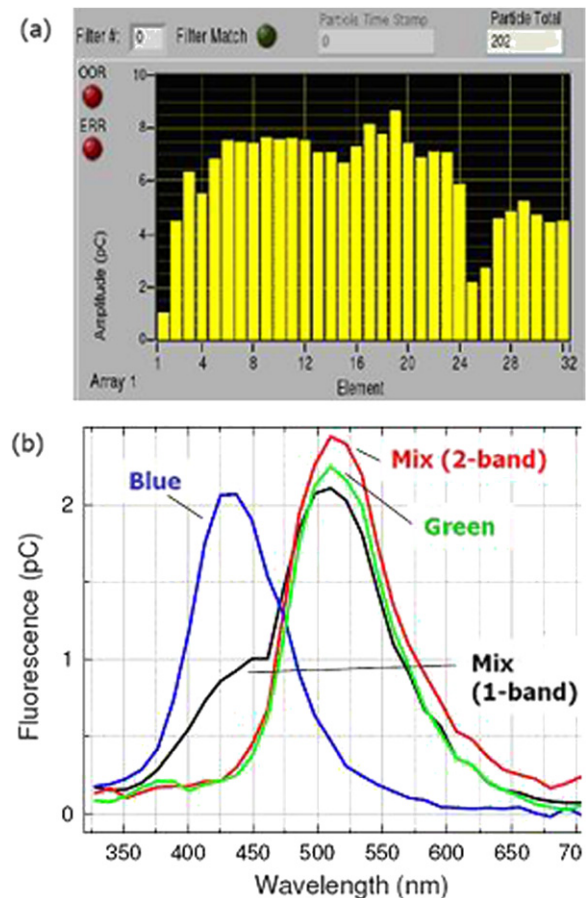 (a)
Filter #: 0 Filter Match Particle Time Stamp 0 Particle Total 202
OOR
ERR
10
8
6
4
2
0
Amplitude (pC)
1 4 8 12 16 20 24 28 32
Array 1 Element
(b)
Blue
Mix (2-band)
Green
Mix
(1-band)
2
1
0
Fluorescence (pC)
350 400 450 500 550 600 650 70
Wavelength (nm)